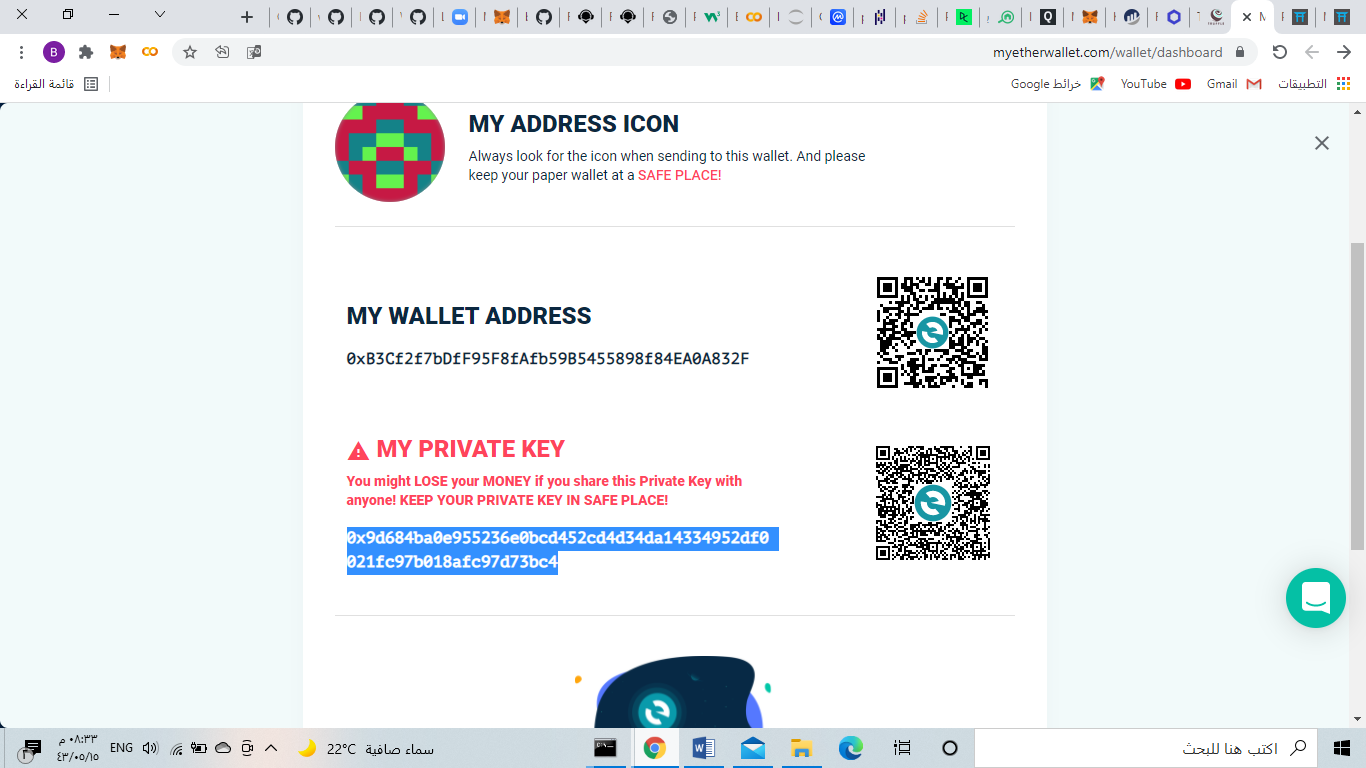 myetherwallet.com/wallet/dashboard
B
قائمة القراءة
خرائط Google
YouTube
Gmail
التطبيقات
MY ADDRESS ICON
Always look for the icon when sending to this wallet. And please
keep your paper wallet at a SAFE PLACE!
MY WALLET ADDRESS
0xB3Cf2f7bDfF95F8fAfb59B5455898f84EA0A832F
MY PRIVATE KEY
You might LOSE your MONEY if you share this Private Key with
anyone! KEEP YOUR PRIVATE KEY IN SAFE PLACE!
0x9d684ba0e955236e0bcd452cd4d34da14334952df0
021fc97b018afc97d73bc4
٠٨:٣٣ م
٤٣/٠٥/١٥
ENG
22°C سماء صافية
اكتب هنا للبحث